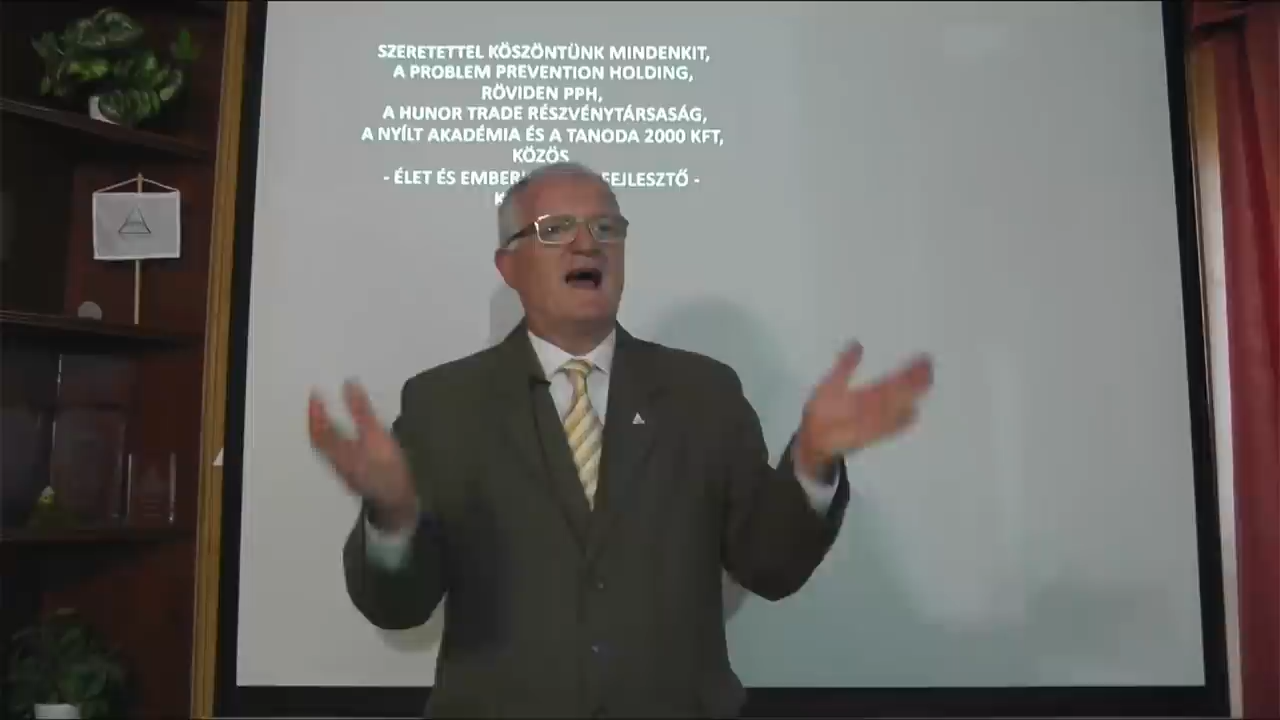 SZERETETTEL KÖSZÖNTÜNK MINDENKIT,
A PROBLEM PREVENTION HOLDING,
RÖVIDEN PPH,
A HUNOR TRADE RÉSZVÉNYTÁRSASÁG,
A NYÍLT AKADÉMIA ÉS A TANODA 2000 KFT,
KÖZÖS
- ÉLET ÉS